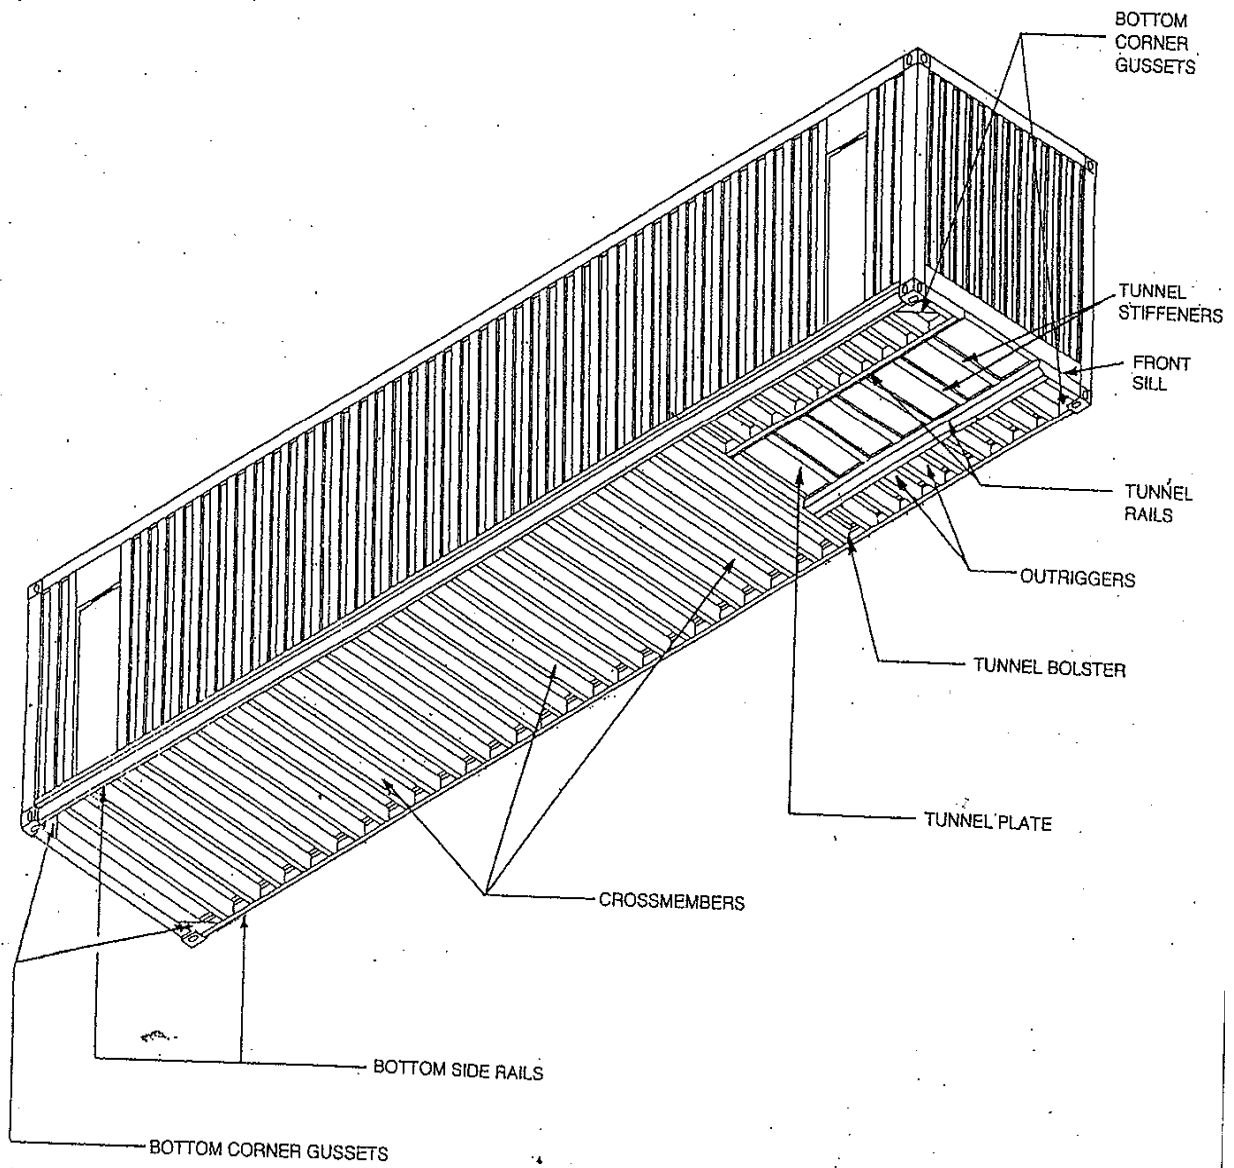 BOTTOM
CORNER
GUSSETS
TUNNEL
STIFFENERS
FRONT
SILL
TUNNEL
RAILS
OUTRIGGERS
TUNNEL BOLSTER
TUNNEL PLATE
CROSSMEMBERS
BOTTOM SIDE RAILS
BOTTOM CORNER GUSSETS